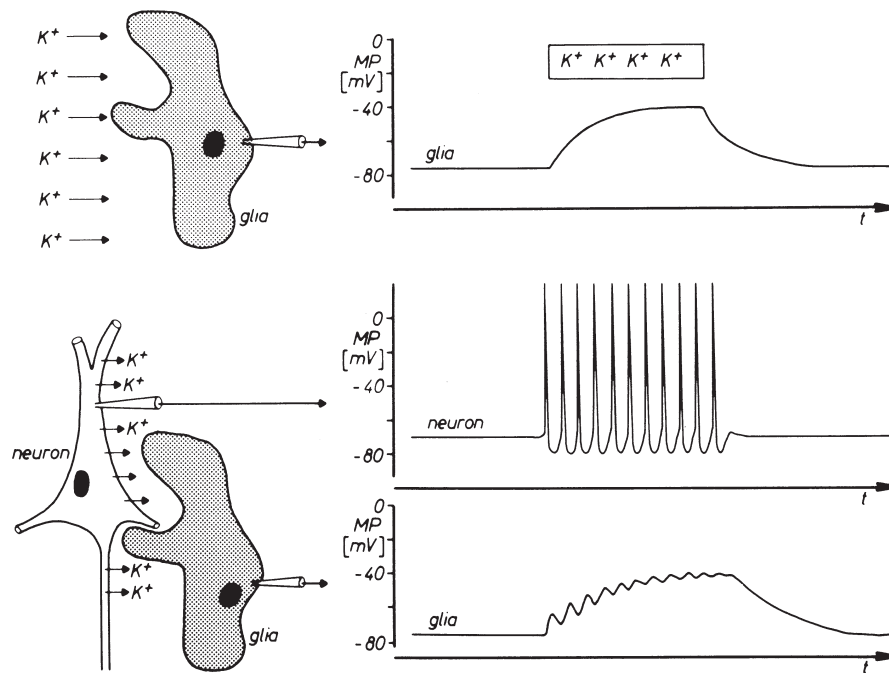 K+
K+
K+
K+
K+
K+
glia
0
MP
[mV]
-40
-80
glia
K+ K+ K+ K+
t
neuron
K+
K+
K+
K+
K+
glia
0
MP
[mV]
-40
-80
neuron
t
0
MP
[mV]
-40
-80
glia
t